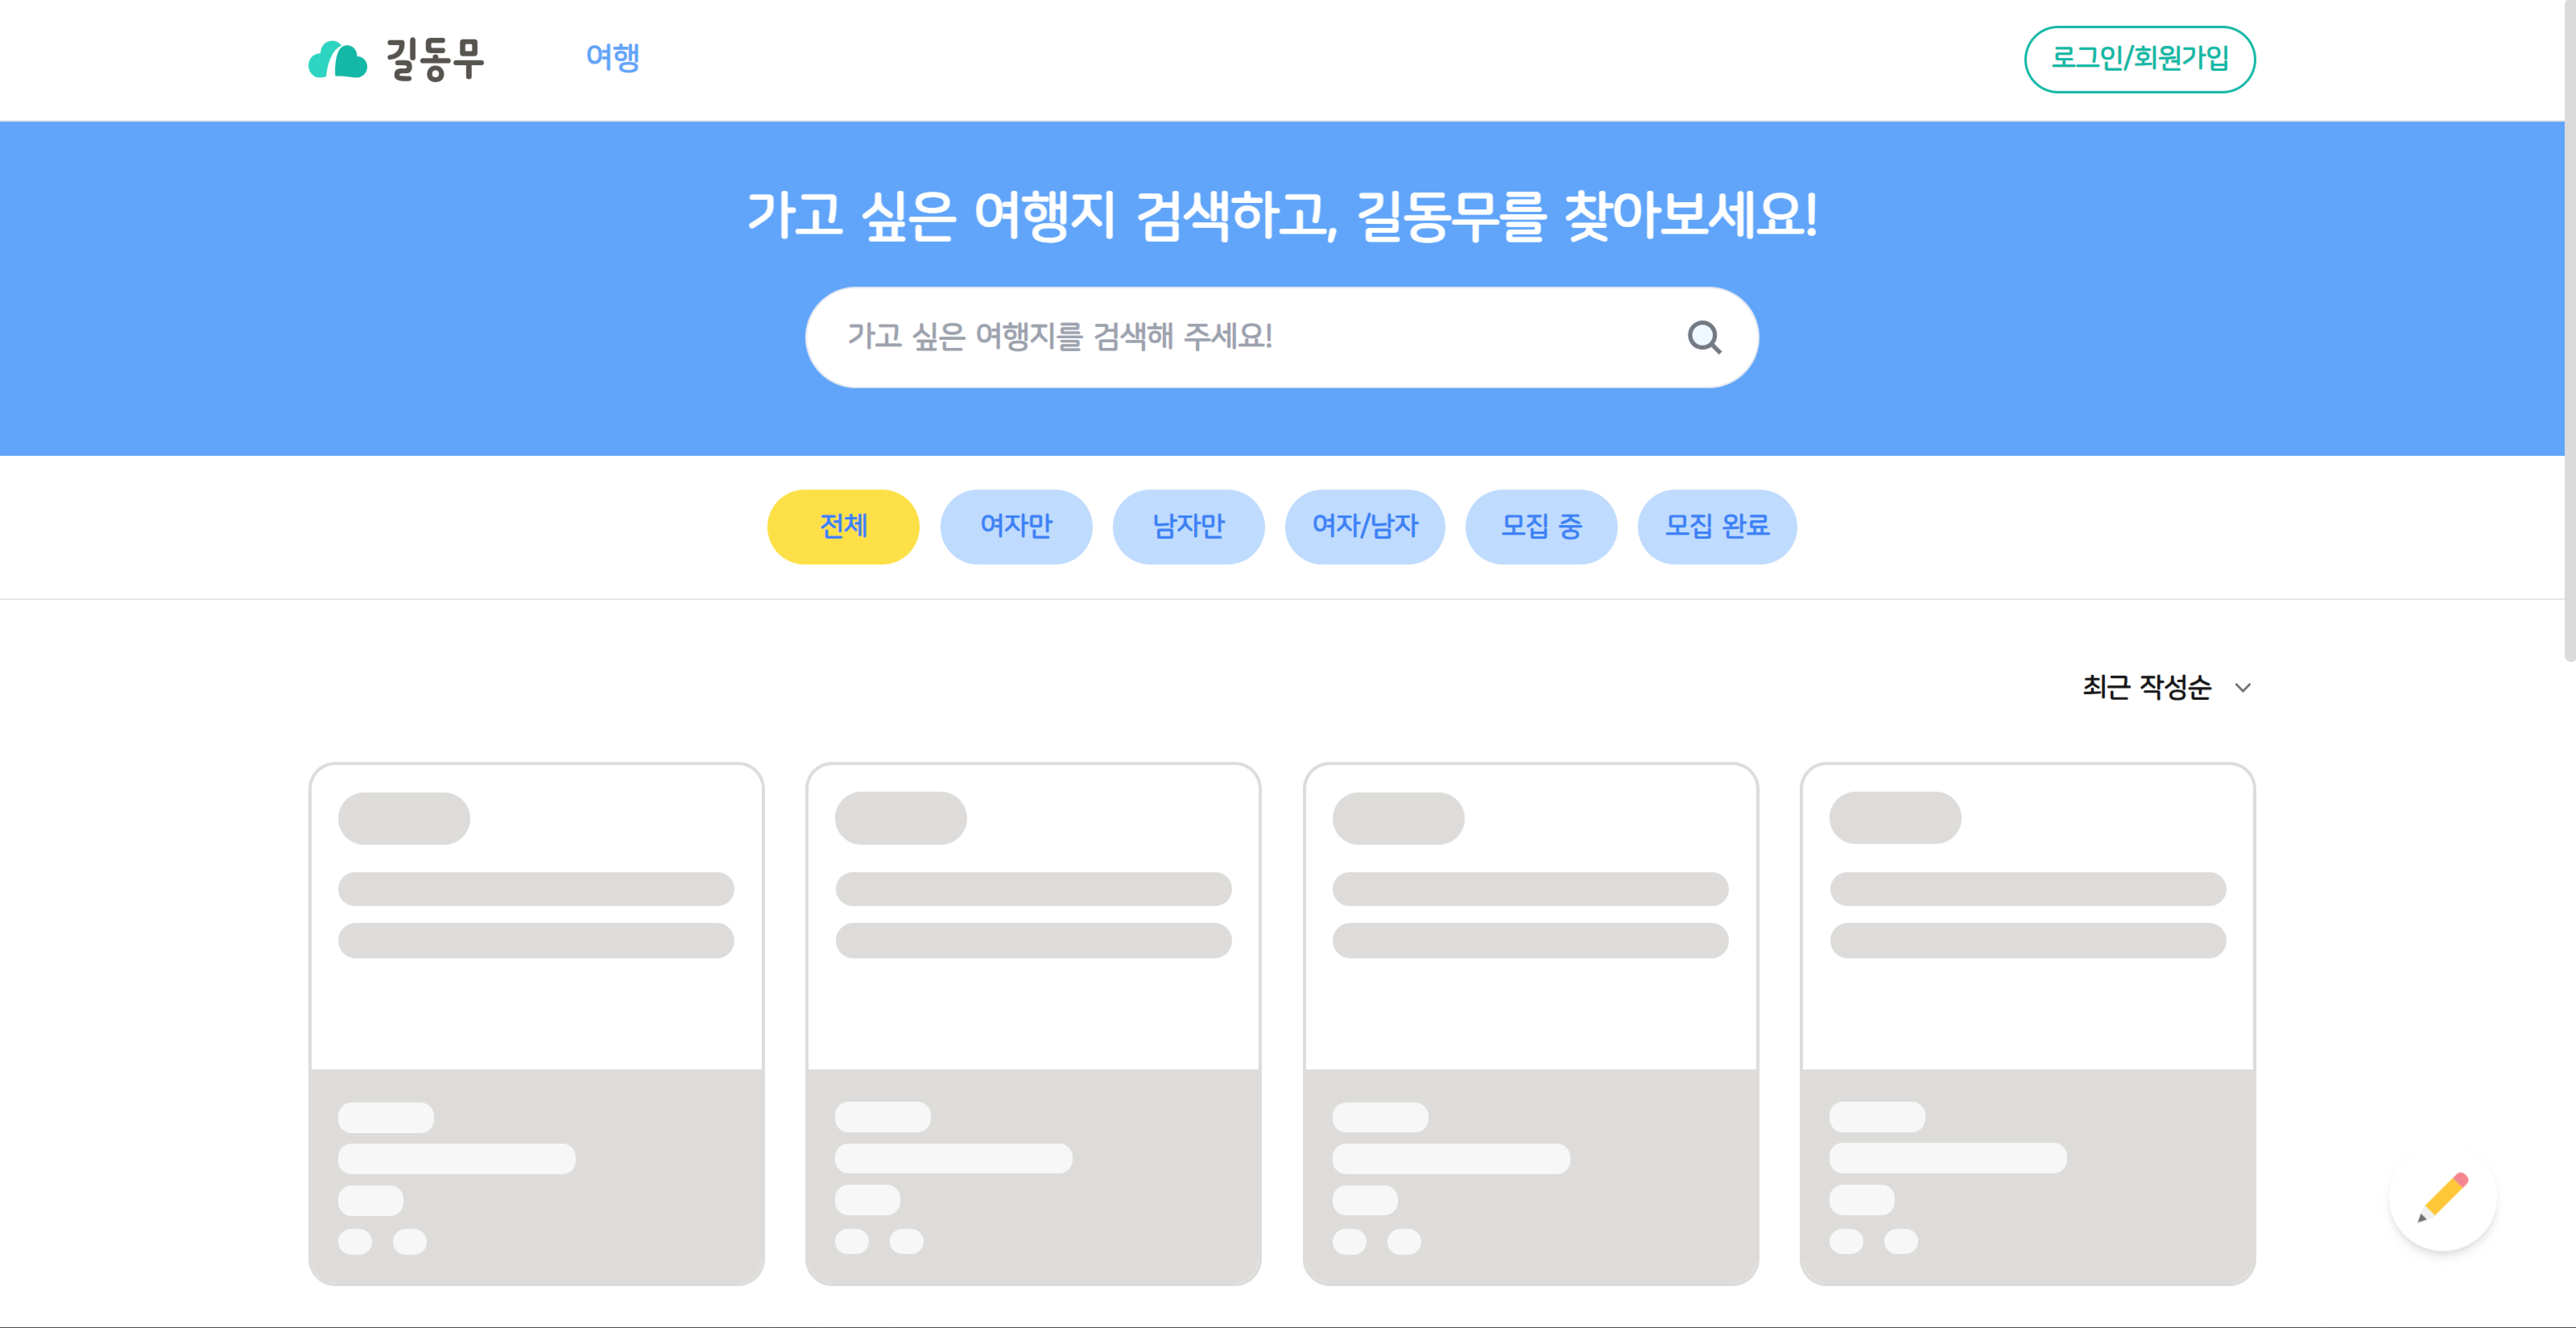 길동무
여행
로그인/회원가입
가고 싶은 여행지 검색하고, 길동무를 찾아보세요!
가고 싶은 여행지를 검색해 주세요!
전체
여자만
남자만
여자/남자
모집 중
모집 완료
최근 작성순